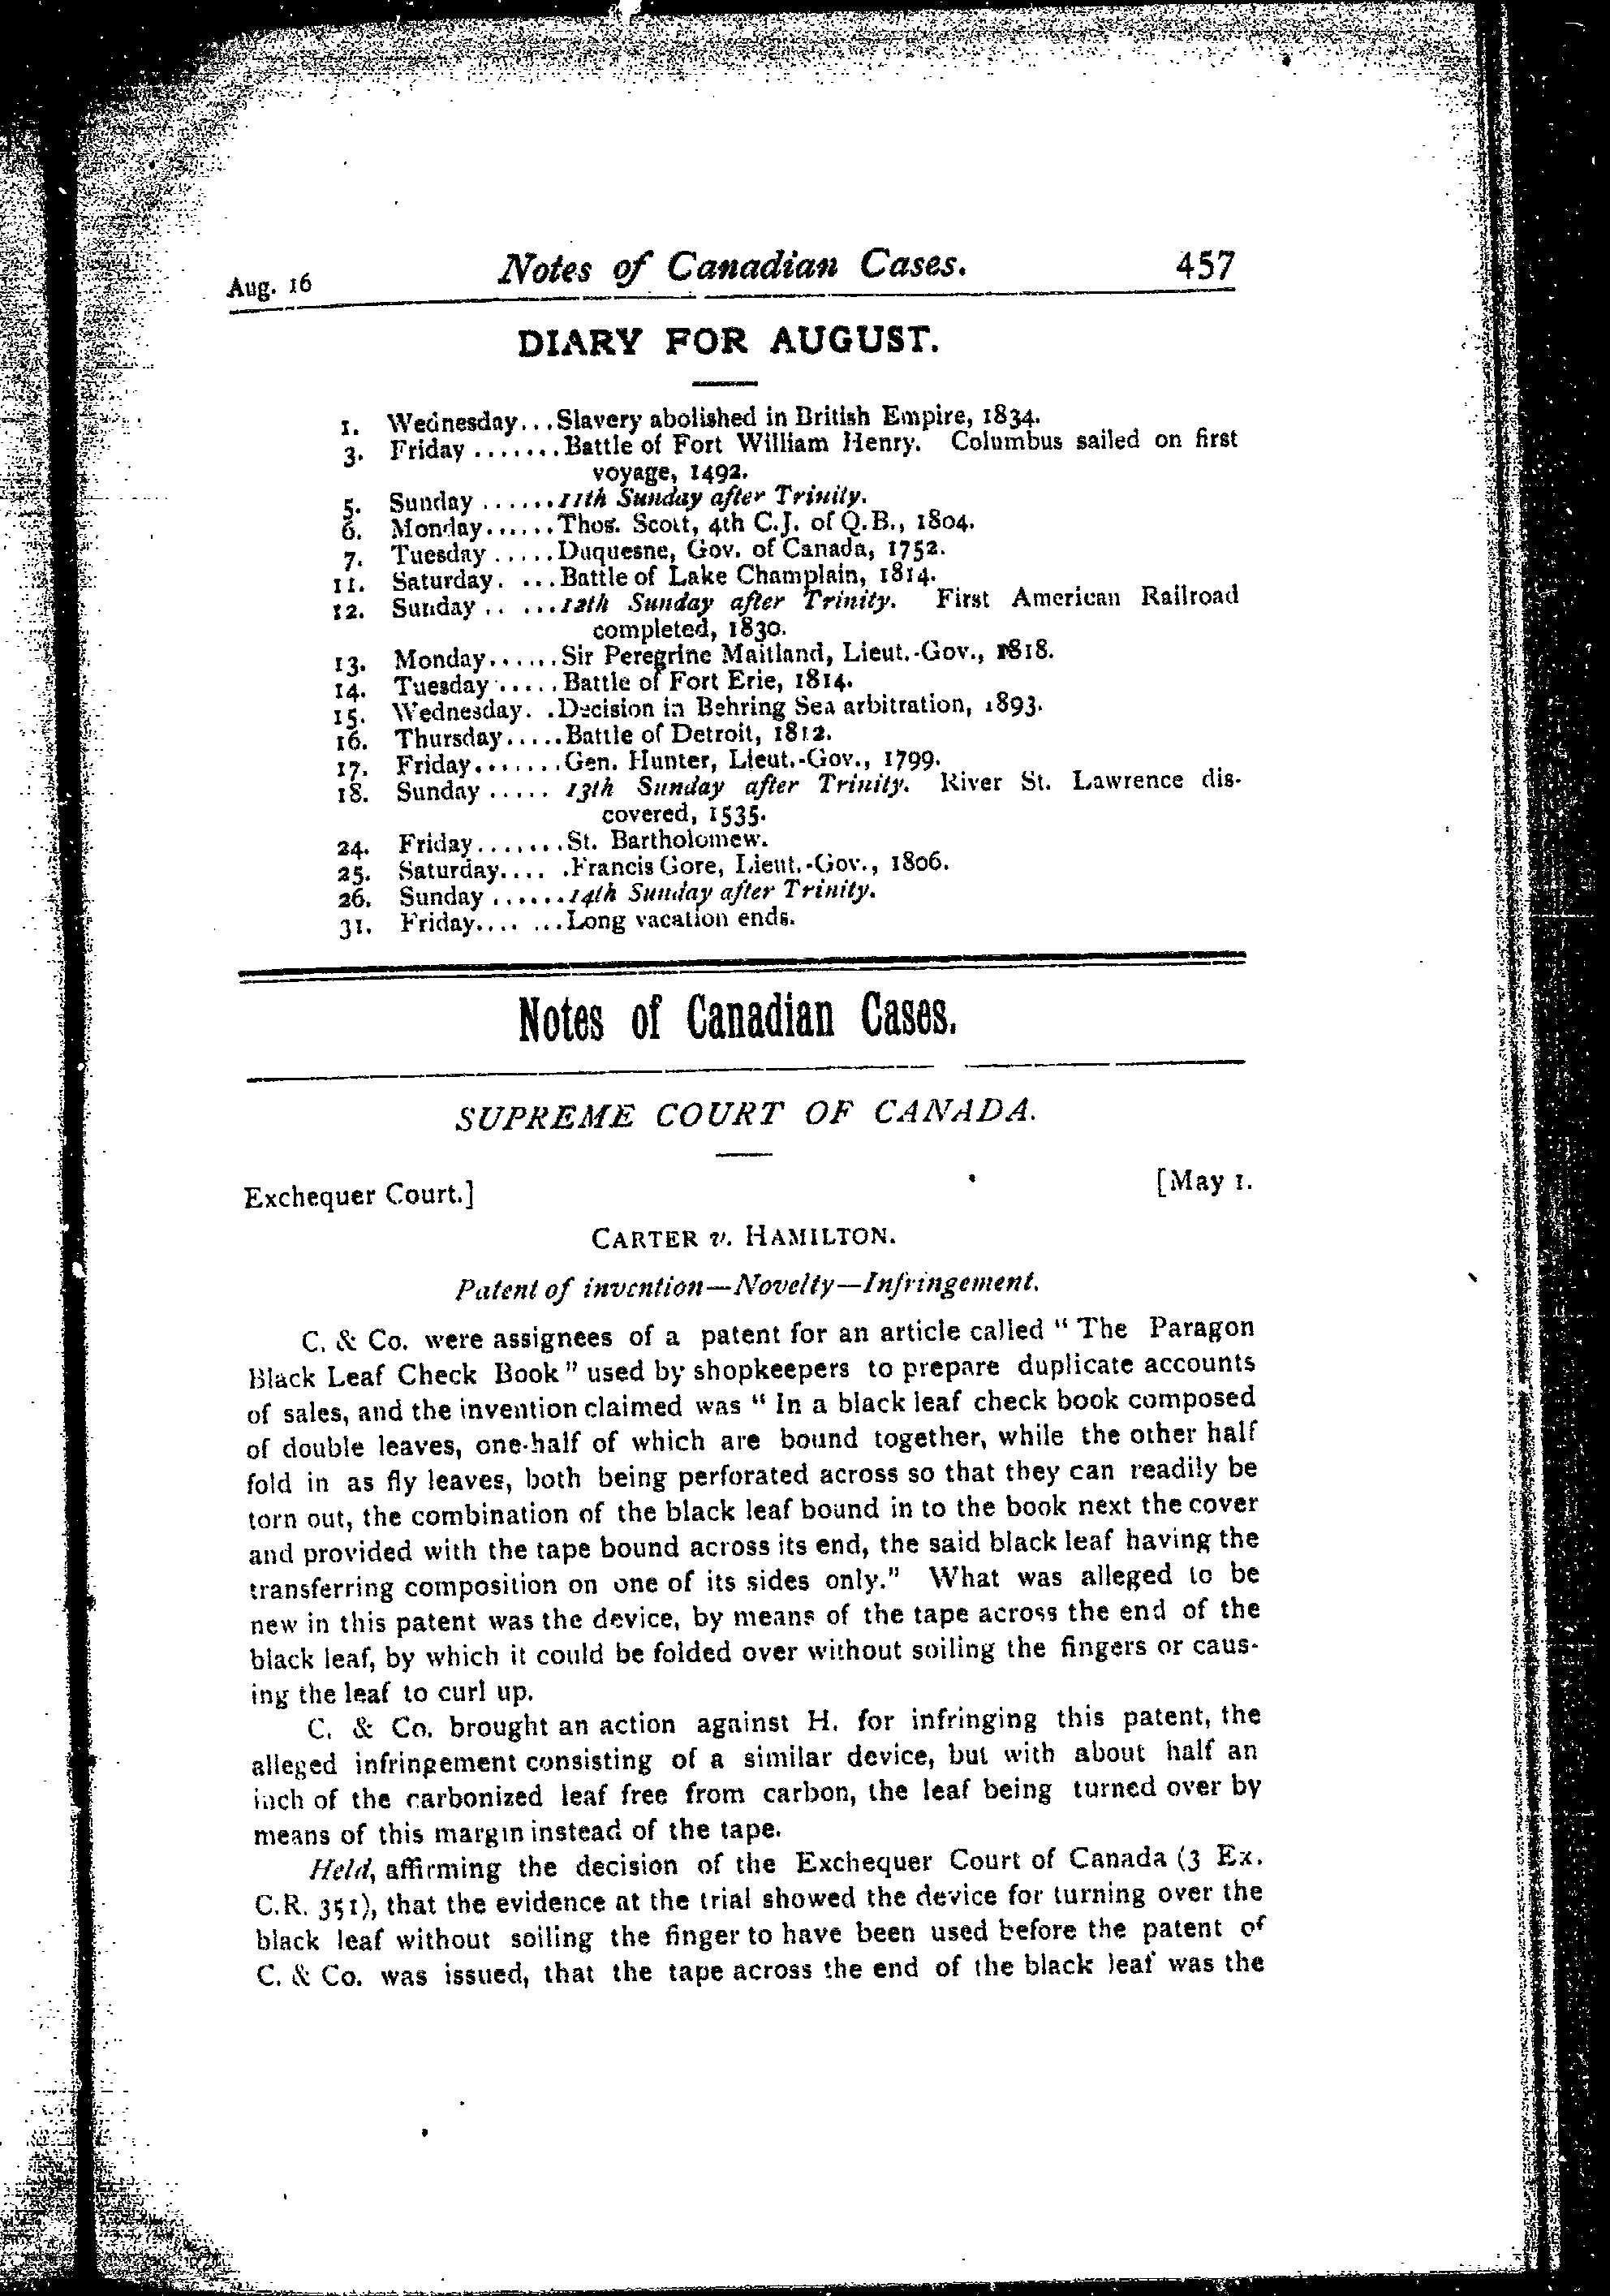 Aug. 16 Notes of Canadian Cases. 457
DIARY FOR AUGUST.
1. Wednesday...Slavery abolished in British Empire, 1834.
3. Friday.......Battle of Fort William Henry. Columbus sailed on first
voyage, 1492.
5. Sunday......11th Sunday after Trinity.
6. Monday......Thos. Scott, 4th C.J. of Q.B., 1804.
7. Tuesday.....Duquesne, Gov. of Canada, 1752.
11. Saturday. ...Battle of Lake Champlain, 1814.
12. Sunday.. ...12th Sunday after Trinity. First American Railroad
completed, 1830.
13. Monday......Sir Peregrine Maitland, Lieut.-Gov., 1818.
14. Tuesday.....Battle of Fort Erie, 1814.
15. Wednesday. .Decision in Behring Sea arbitration, 1893.
16. Thursday.....Battle of Detroit, 1812.
17. Friday.......Gen. Hunter, Lieut.-Gov., 1799.
18. Sunday..... 13th Sunday after Trinity. River St. Lawrence dis-
covered, 1535.
24. Friday.......St. Bartholomew.
25. Saturday.... .Francis Gore, Lieut.-Gov., 1806.
26. Sunday......14th Sunday after Trinity.
31. Friday.... ...Long vacation ends.
Notes of Canadian Cases.
SUPREME COURT OF CANADA.
Exchequer Court.] [May 1.
CARTER v. HAMILTON.
Patent of invention—Novelty—Infringement.
C. & Co. were assignees of a patent for an article called "The Paragon
Black Leaf Check Book" used by shopkeepers to prepare duplicate accounts
of sales, and the invention claimed was "In a black leaf check book composed
of double leaves, one-half of which are bound together, while the other half
fold in as fly leaves, both being perforated across so that they can readily be
torn out, the combination of the black leaf bound in to the book next the cover
and provided with the tape bound across its end, the said black leaf having the
transferring composition on one of its sides only." What was alleged to be
new in this patent was the device, by means of the tape across the end of the
black leaf, by which it could be folded over without soiling the fingers or caus-
ing the leaf to curl up.
C. & Co. brought an action against H. for infringing this patent, the
alleged infringement consisting of a similar device, but with about half an
inch of the carbonized leaf free from carbon, the leaf being turned over by
means of this margin instead of the tape.
Held, affirming the decision of the Exchequer Court of Canada (3 Ex.
C.R. 351), that the evidence at the trial showed the device for turning over the
black leaf without soiling the finger to have been used before the patent of
C. & Co. was issued, that the tape across the end of the black leaf was the